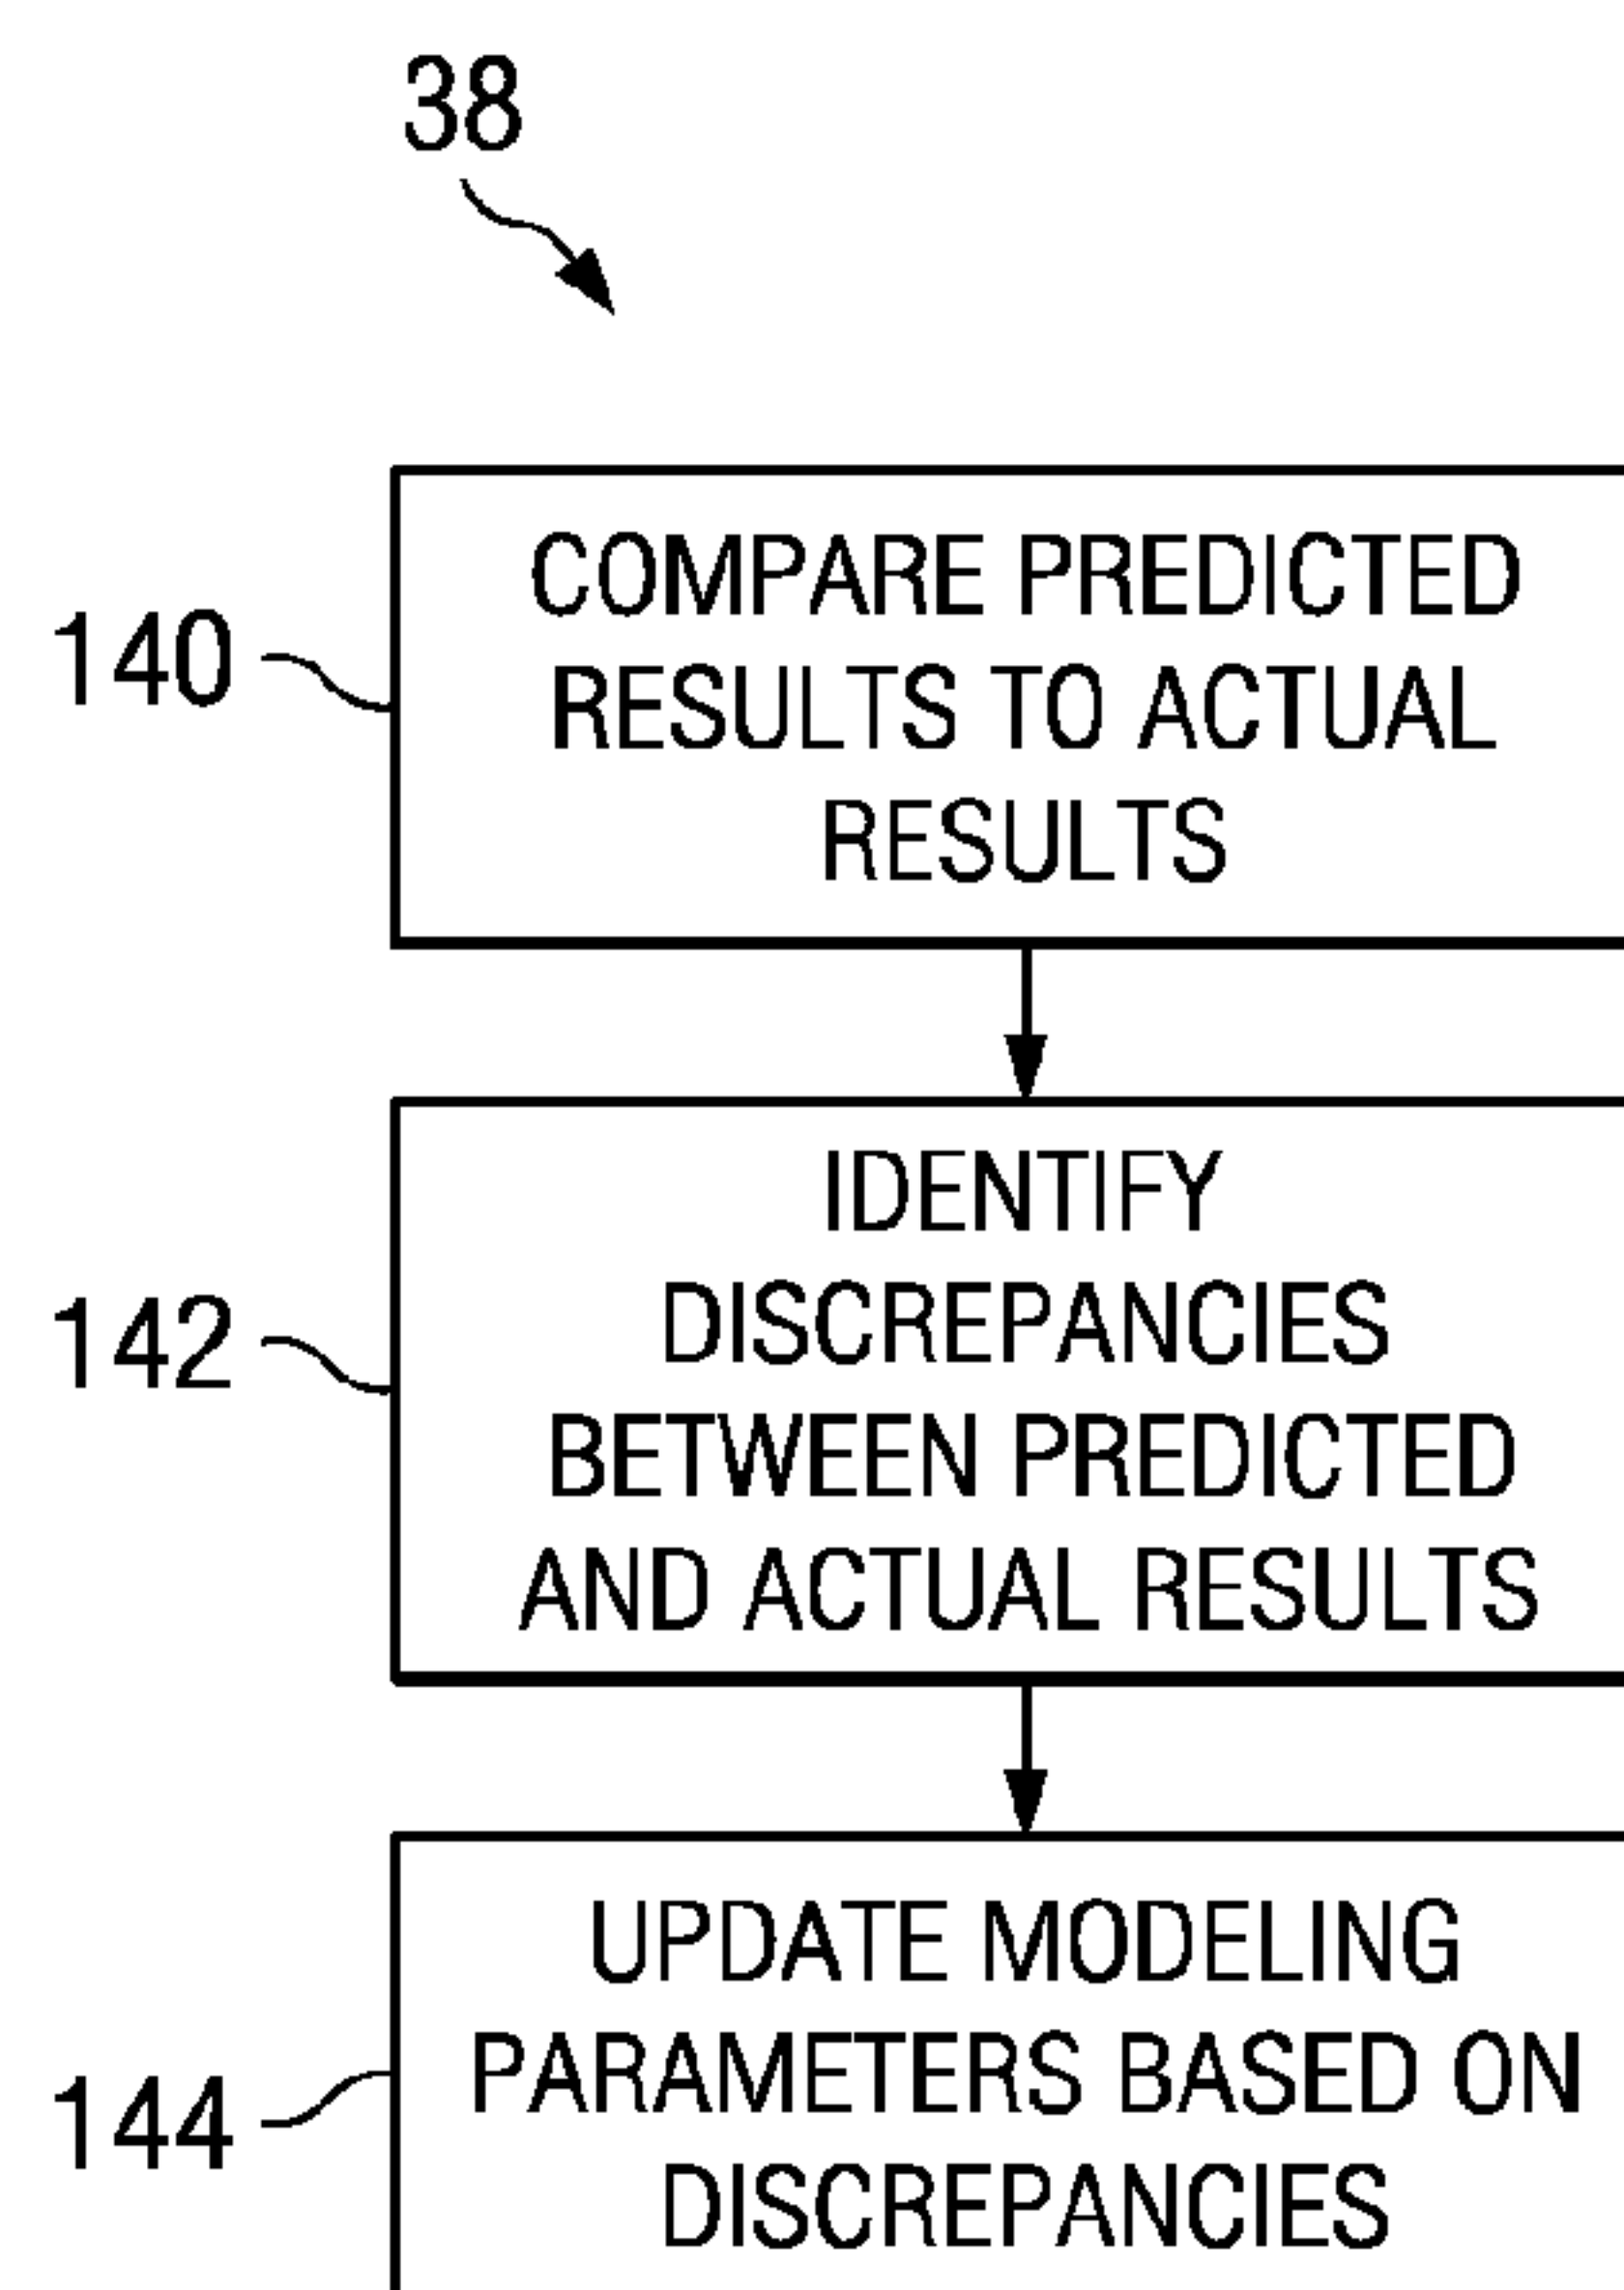 38
140
COMPARE PREDICTED
RESULTS TO ACTUAL
RESULTS
142
IDENTIFY
DISCREPANCIES
BETWEEN PREDICTED
AND ACTUAL RESULTS
144
UPDATE MODELING
PARAMETERS BASED ON
DISCREPANCIES